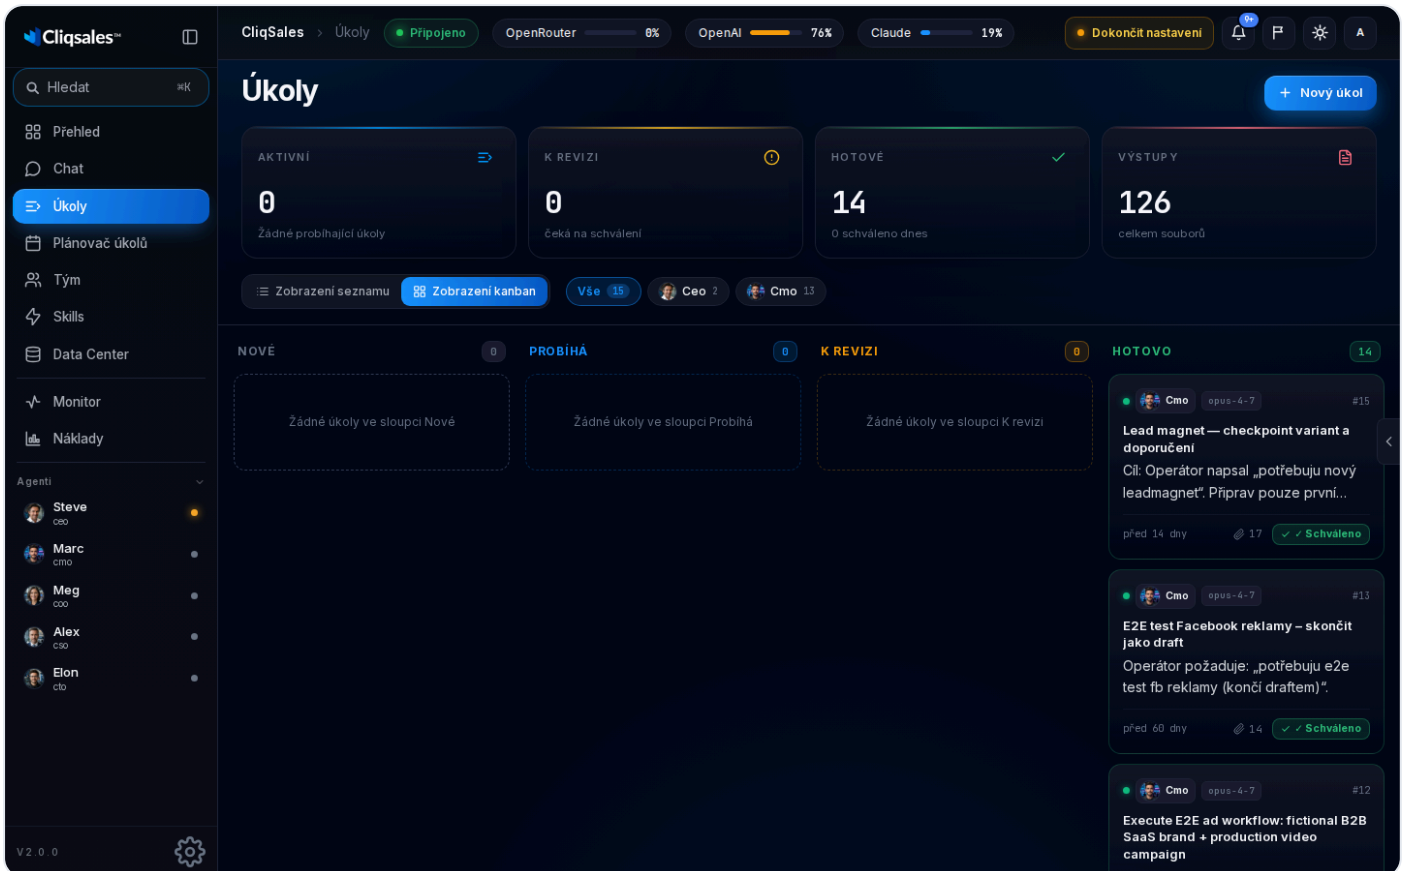 Cliqsales™
Hledat
⌘K
Přehled
Chat
Úkoly
Plánovač úkolů
Tým
Skills
Data Center
Monitor
Náklady
Agenti
Steve
ceo
Marc
cmo
Meg
coo
Alex
cso
Elon
cto
V2.0.0
CliqSales › Úkoly
Připojeno
OpenRouter 0%
OpenAI 76%
Claude 19%
Dokončit nastavení
9+
A
Úkoly
+ Nový úkol
AKTIVNÍ
0
Žádné probíhající úkoly
K REVIZI
0
čeká na schválení
HOTOVÉ
14
0 schváleno dnes
VÝSTUPY
126
celkem souborů
Zobrazení seznamu
Zobrazení kanban
Vše 15
Ceo 2
Cmo 13
NOVÉ 0
Žádné úkoly ve sloupci Nové
PROBÍHÁ 0
Žádné úkoly ve sloupci Probíhá
K REVIZI 0
Žádné úkoly ve sloupci K revizi
HOTOVO 14
Cmo opus-4-7 #15
Lead magnet — checkpoint variant a
doporučení
Cíl: Operátor napsal „potřebuju nový
leadmagnet“. Připrav pouze první…
před 14 dny 17 ✓ ✓ Schváleno
Cmo opus-4-7 #13
E2E test Facebook reklamy – skončit
jako draft
Operátor požaduje: „potřebuju e2e
test fb reklamy (končí draftem)“.
před 60 dny 14 ✓ ✓ Schváleno
Cmo opus-4-7 #12
Execute E2E ad workflow: fictional B2B
SaaS brand + production video
campaign